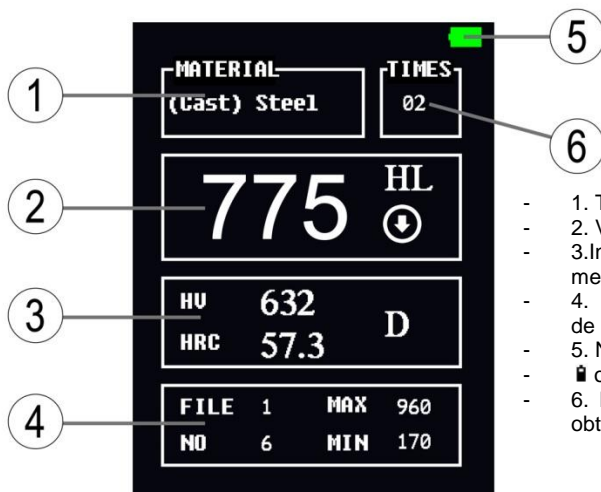 5
MATERIAL TIMES
1 (Cast) Steel 02
6
2 775 HL
- 1. T
- 2. V
- 3.In
me
3 HV 632 D
HRC 57.3
- 4.
de
- 5. N
4 FILE 1 MAX 960
NO 6 MIN 170
- 6.
obt